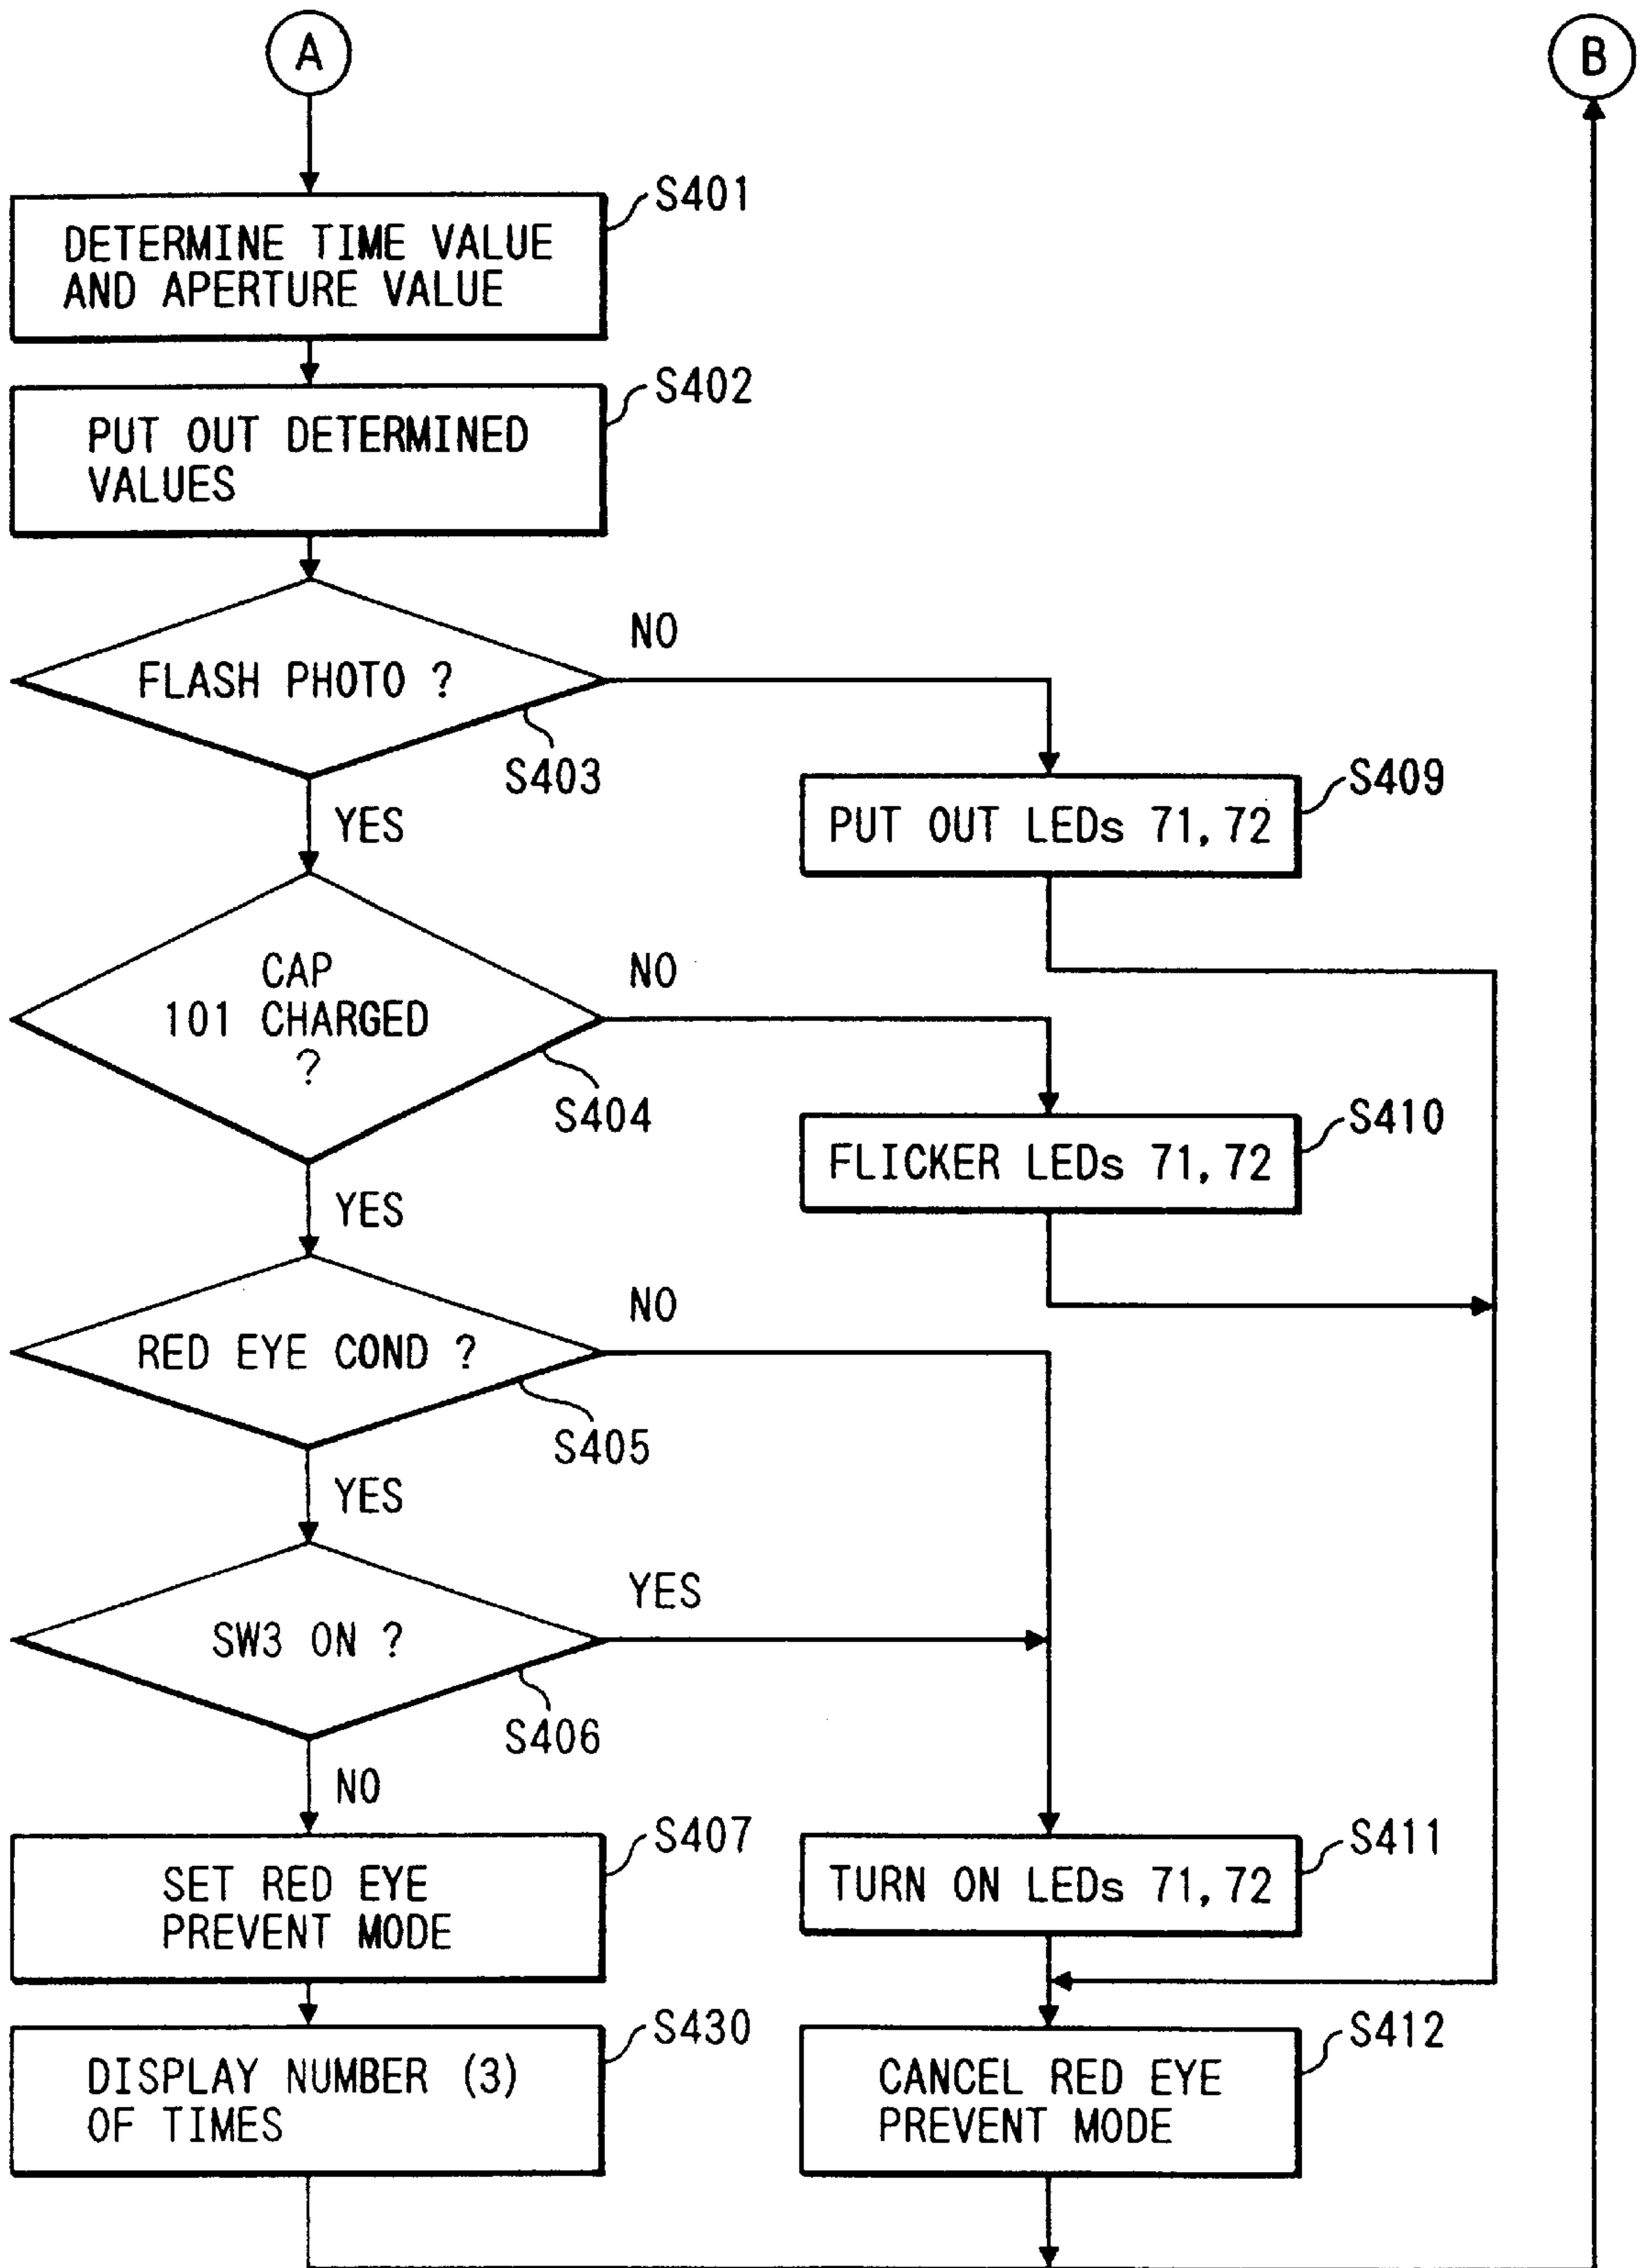 A
B
S401
DETERMINE TIME VALUE
AND APERTURE VALUE
S402
PUT OUT DETERMINED
VALUES
NO
FLASH PHOTO ?
S403
YES
S409
PUT OUT LEDs 71, 72
CAP
101 CHARGED
?
NO
S404
S410
FLICKER LEDs 71, 72
YES
NO
RED EYE COND ?
S405
YES
YES
SW3 ON ?
S406
NO
S407
SET RED EYE
PREVENT MODE
S411
TURN ON LEDs 71, 72
S430
DISPLAY NUMBER (3)
OF TIMES
S412
CANCEL RED EYE
PREVENT MODE